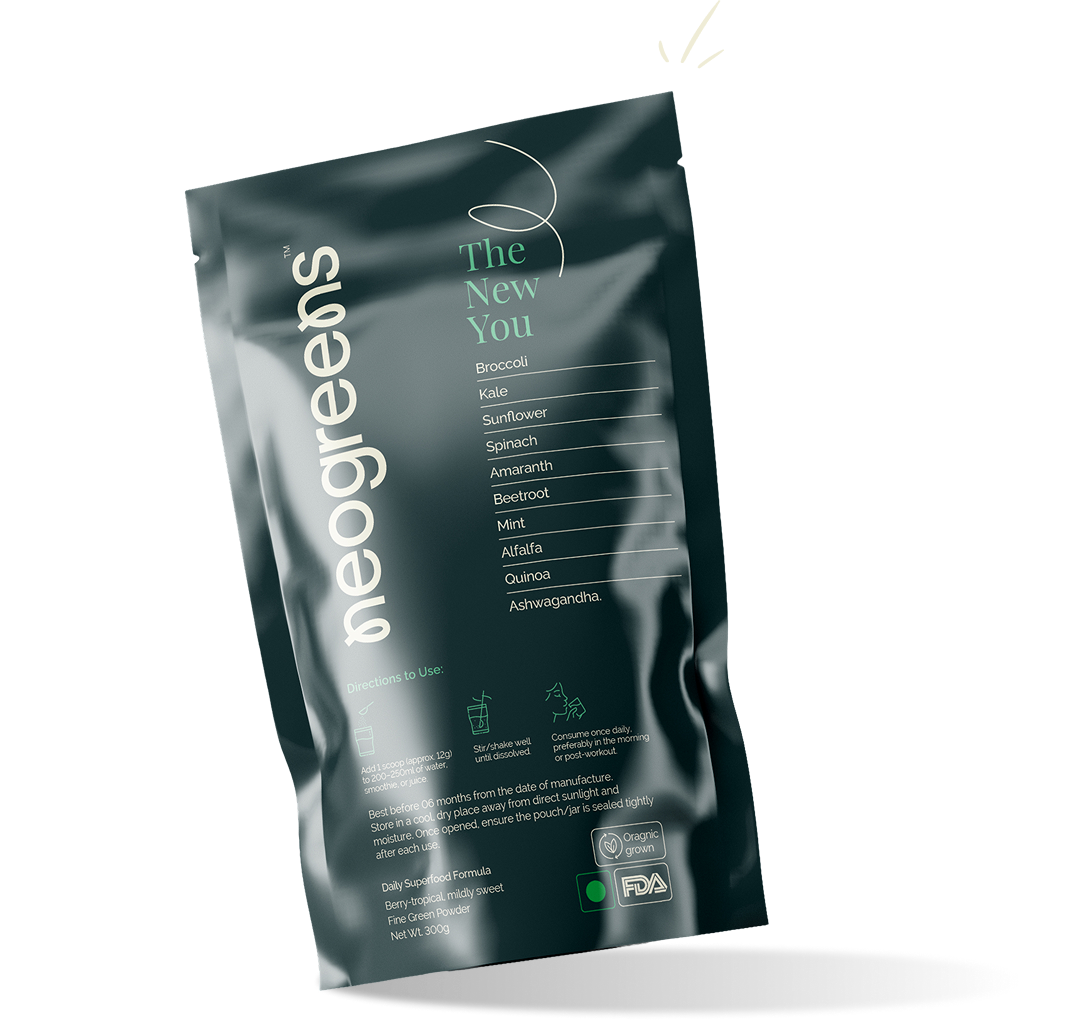 neogreens™
The
New
You
Broccoli
Kale
Sunflower
Spinach
Amaranth
Beetroot
Mint
Alfalfa
Quinoa
Ashwagandha.
Directions to Use:
Add 1 scoop (approx. 12g)
to 200–250ml of water,
smoothie, or juice.
Stir/shake well
until dissolved.
Consume once daily,
preferably in the morning
or post-workout.
Best before 06 months from the date of manufacture.
Store in a cool, dry place away from direct sunlight and
moisture. Once opened, ensure the pouch/jar is sealed tightly
after each use.
Daily Superfood Formula
Berry-tropical, mildly sweet
Fine Green Powder
Net Wt. 300g
Oragnic
grown
FDA